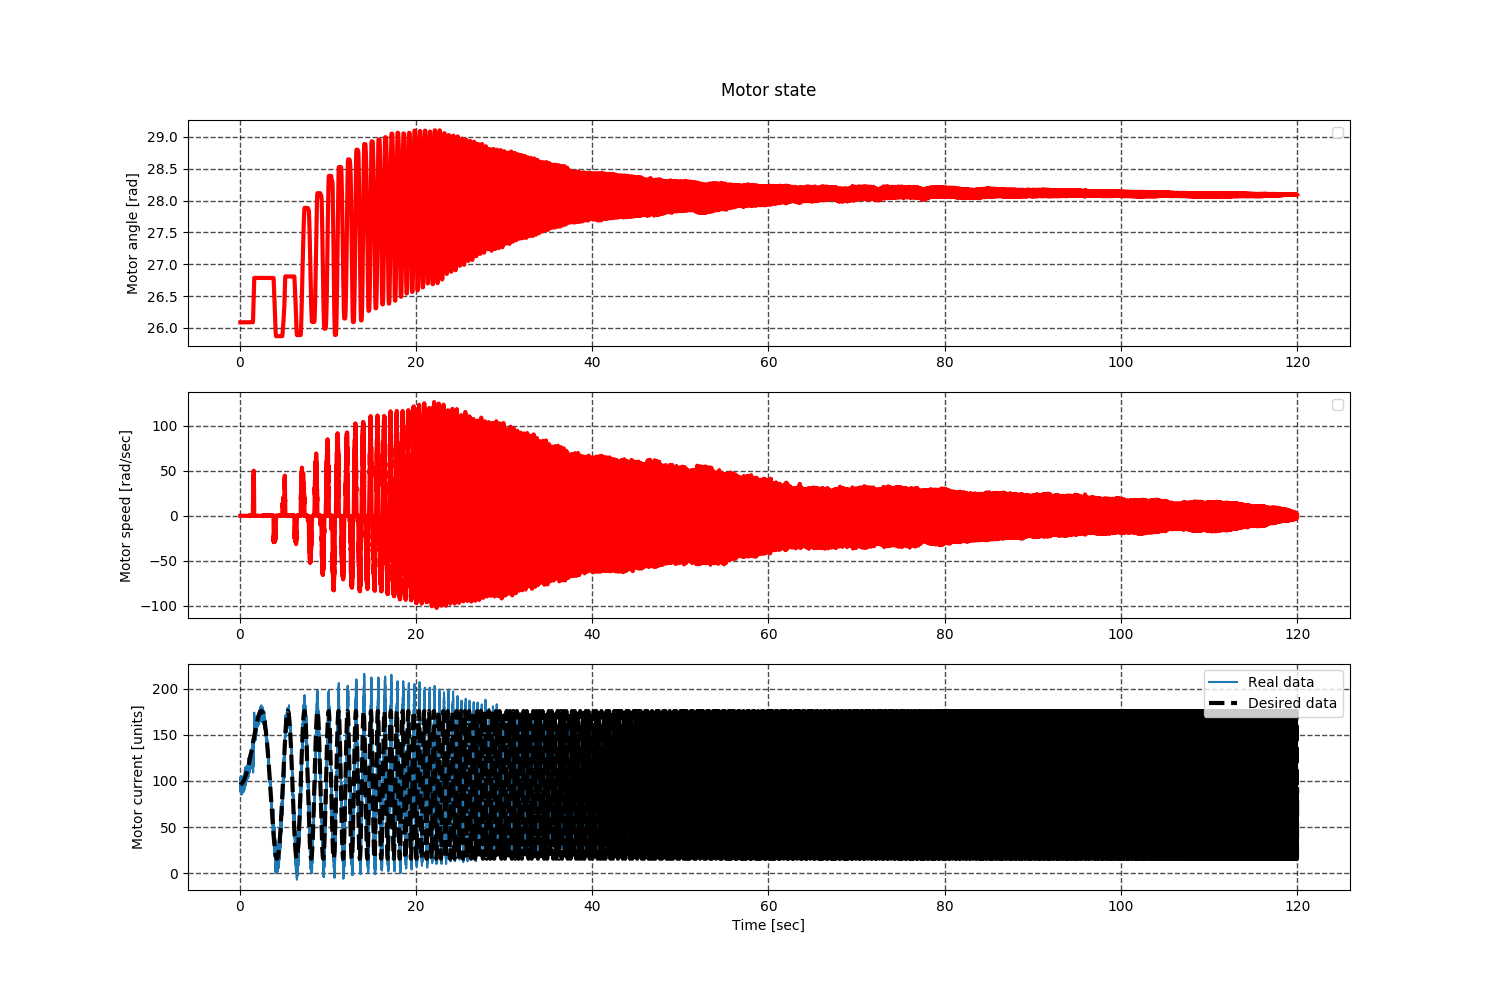 Motor state
Motor angle [rad]
29.0
28.5
28.0
27.5
27.0
26.5
26.0
0 20 40 60 80 100 120
Motor speed [rad/sec]
100
50
0
−50
−100
0 20 40 60 80 100 120
Motor current [units]
200
150
100
50
0
Real data
Desired data
0 20 40 60 80 100 120
Time [sec]